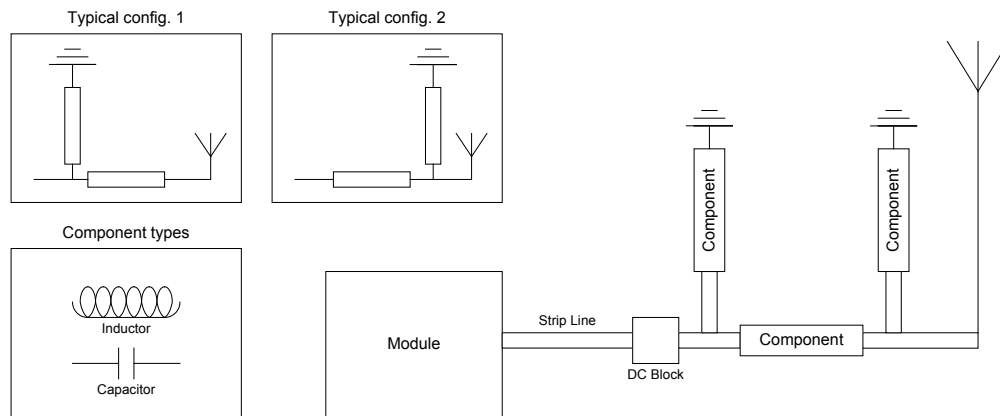 Typical config. 1
Typical config. 2
Component types
Inductor
Capacitor
Module
Strip Line
DC Block
Component
Component
Component